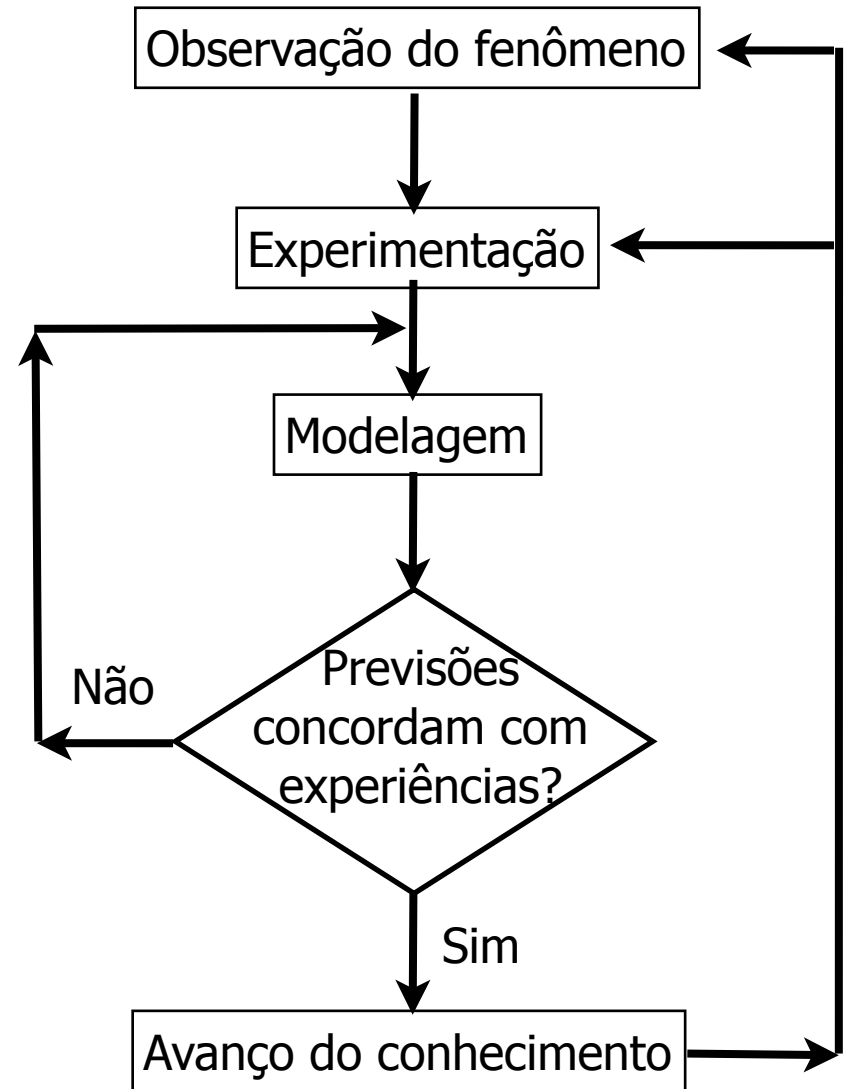 Observação do fenômeno
Experimentação
Modelagem
Não
Previsões
concordam com
experiências?
Sim
Avanço do conhecimento